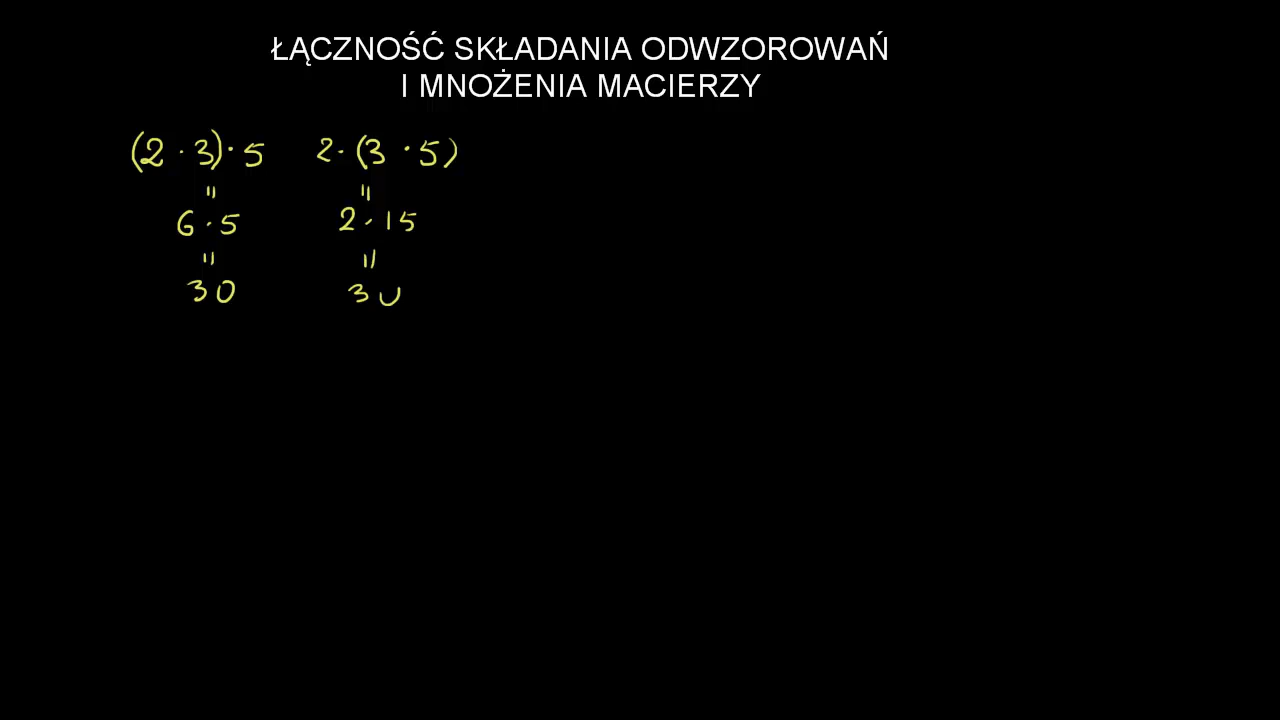 ŁĄCZNOŚĆ SKŁADANIA ODWZOROWAŃ
I MNOŻENIA MACIERZY
(2 · 3) · 5 2 · (3 · 5)
= =
6 · 5 2 · 15
= =
30 30